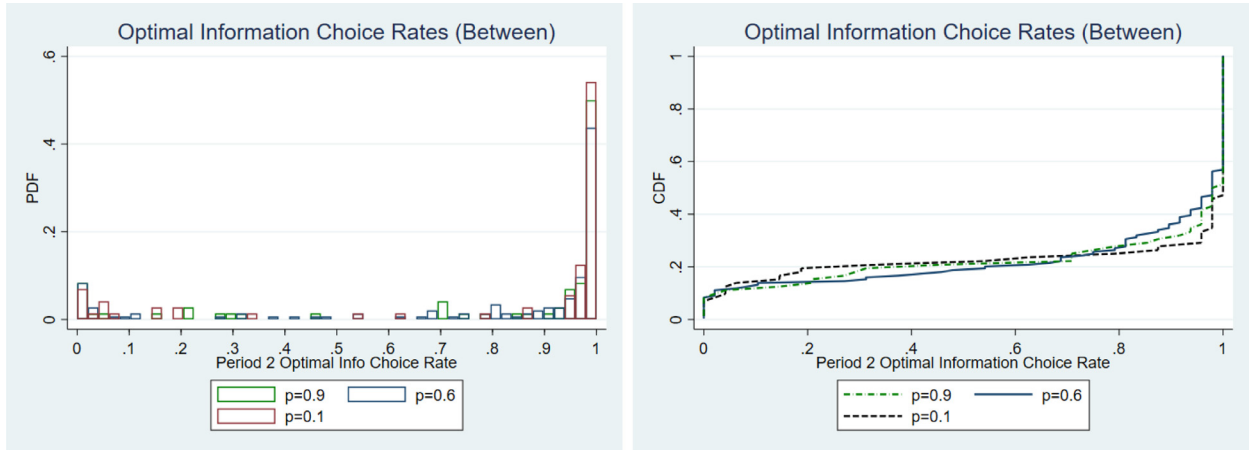 Optimal Information Choice Rates (Between)
.6
.4
.2
0
PDF
0 .1 .2 .3 .4 .5 .6 .7 .8 .9 1
Period 2 Optimal Info Choice Rate
p=0.9 p=0.6
p=0.1
Optimal Information Choice Rates (Between)
1
.8
.6
.4
.2
0
CDF
0 .2 .4 .6 .8 1
Period 2 Optimal Information Choice Rate
p=0.9 p=0.6
p=0.1